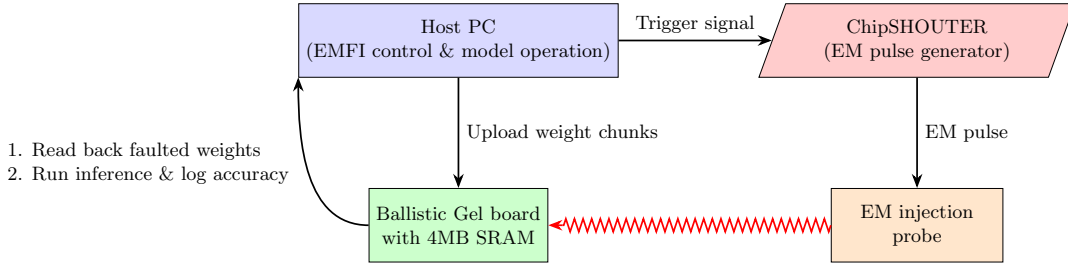 Host PC
(EMFI control & model operation)
Trigger signal
ChipSHOUTER
(EM pulse generator)
Upload weight chunks
EM pulse
1. Read back faulted weights
2. Run inference & log accuracy
Ballistic Gel board
with 4MB SRAM
EM injection
probe